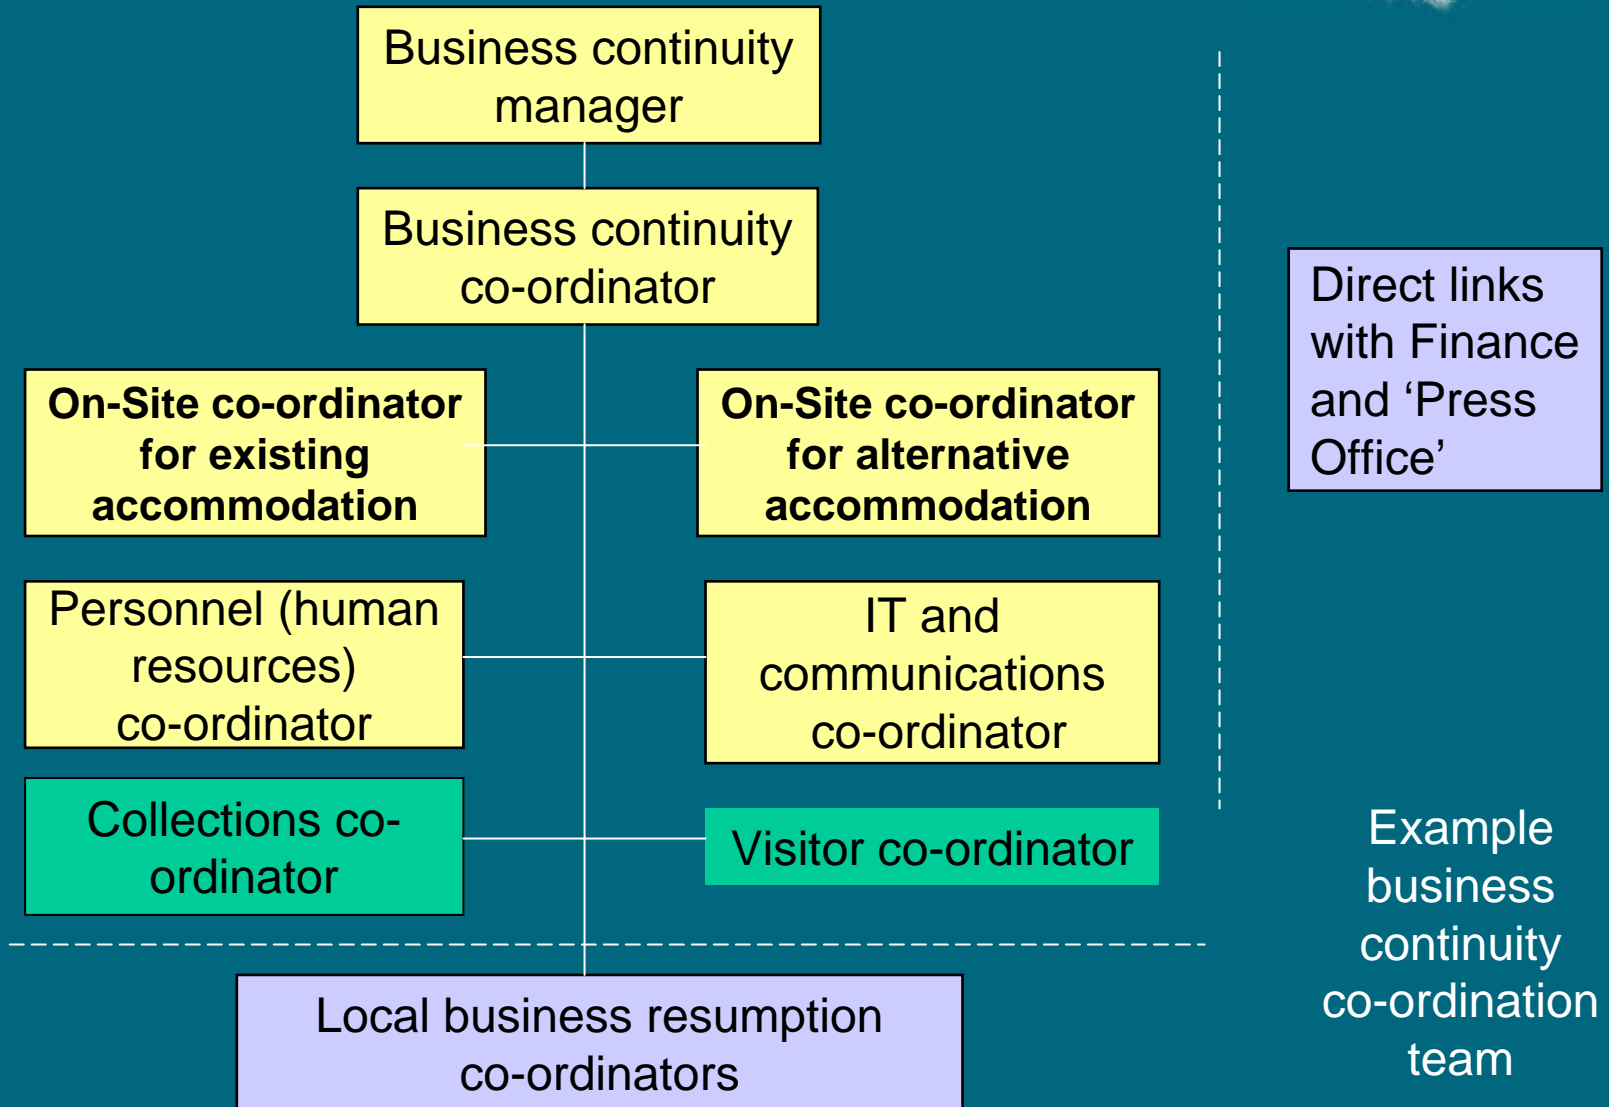 Business continuity
manager
Business continuity
co-ordinator
On-Site co-ordinator
for existing
accommodation
On-Site co-ordinator
for alternative
accommodation
Personnel (human
resources)
co-ordinator
IT and
communications
co-ordinator
Collections co-
ordinator
Visitor co-ordinator
Local business resumption
co-ordinators
Direct links
with Finance
and ‘Press
Office’
Example
business
continuity
co-ordination
team